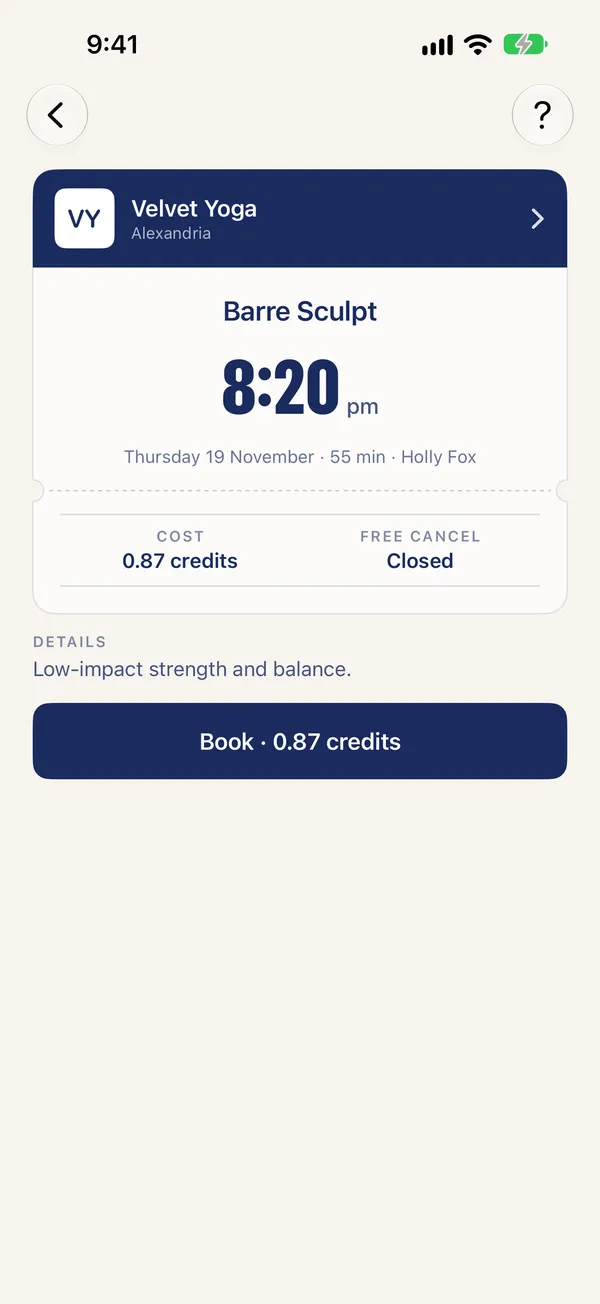 9:41
?
VY
Velvet Yoga
Alexandria
Barre Sculpt
8:20 pm
Thursday 19 November · 55 min · Holly Fox
COST
0.87 credits
FREE CANCEL
Closed
DETAILS
Low-impact strength and balance.
Book · 0.87 credits